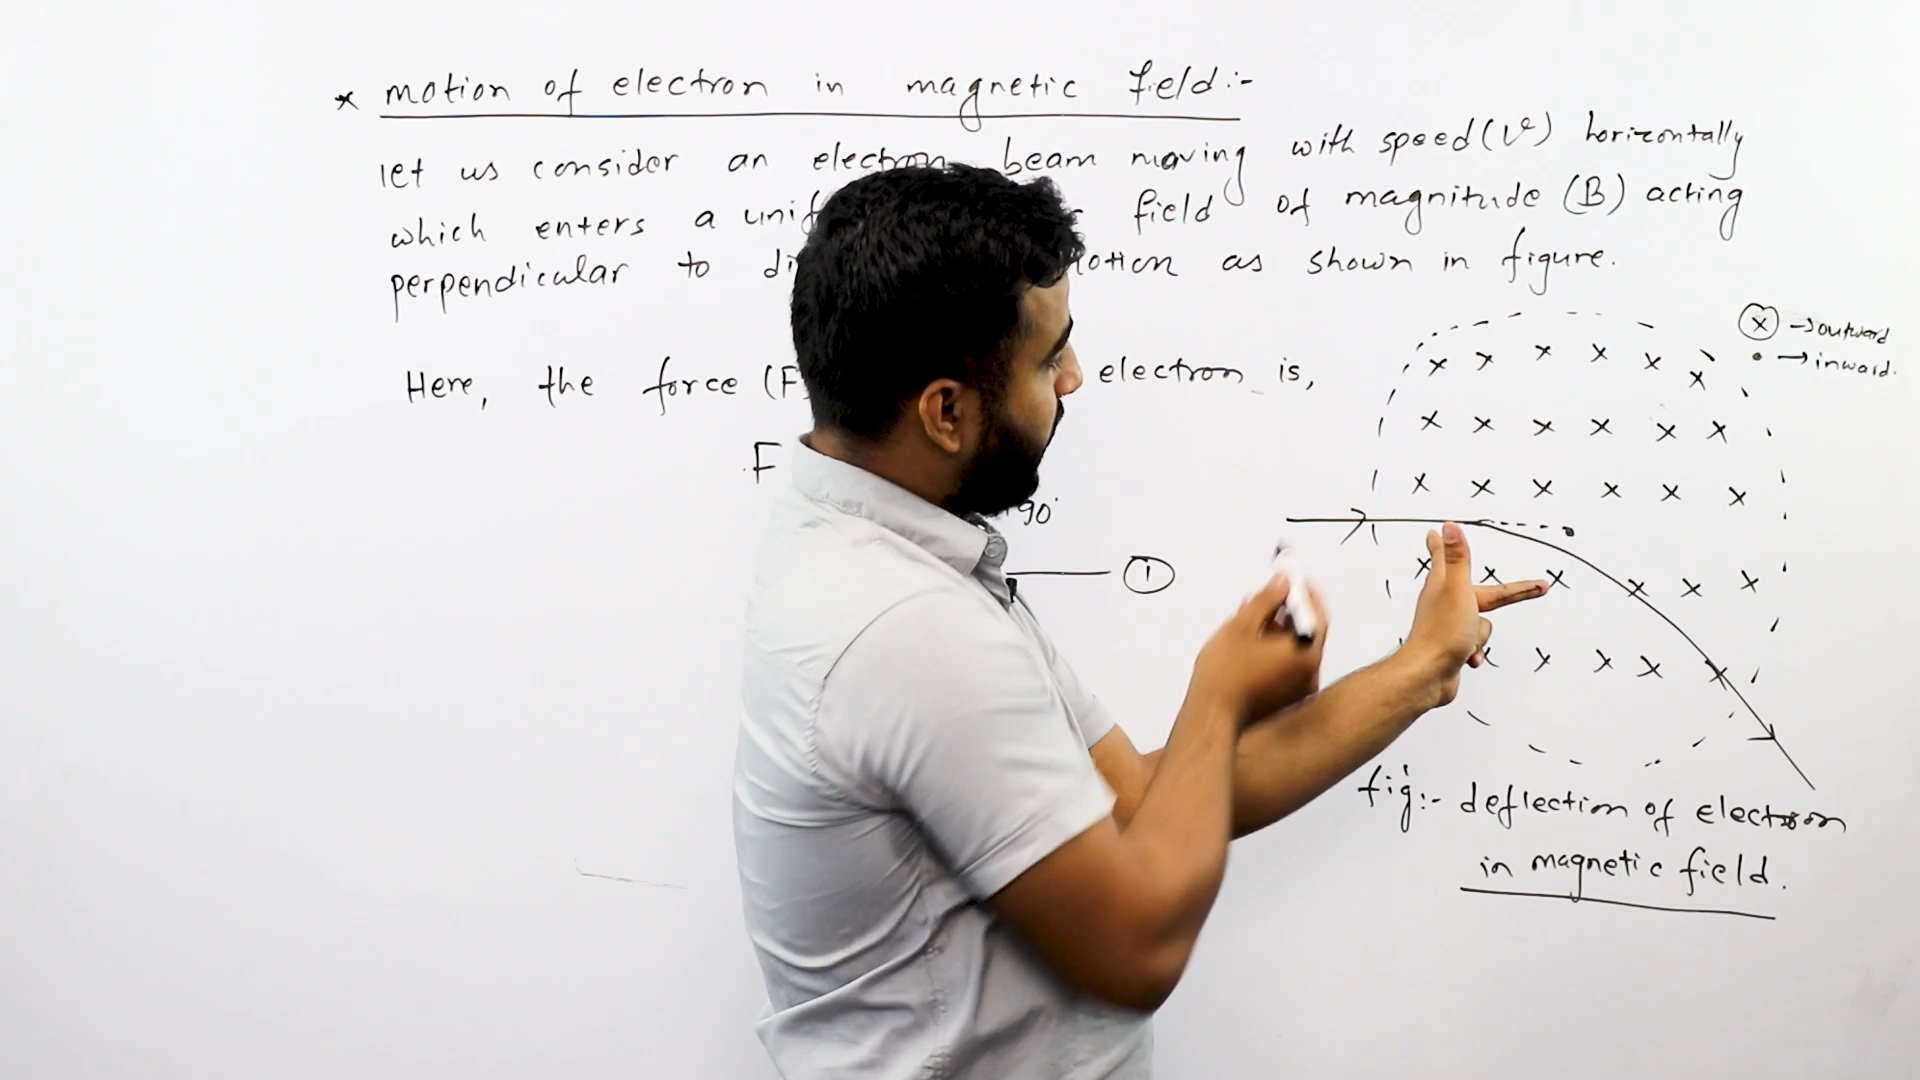 * motion of electron in magnetic field:-
let us consider an electron beam moving with speed (v) horizontally
which enters a field of magnitude (B) acting
perpendicular to as shown in figure.
Here, the force (F electron is,
F
90°
①
ⓧ → outward
• → inward.
x x x x x x
x x x x x x
x x x x x x
x x x x x x
x x x x x
fig:- deflection of electron
in magnetic field.